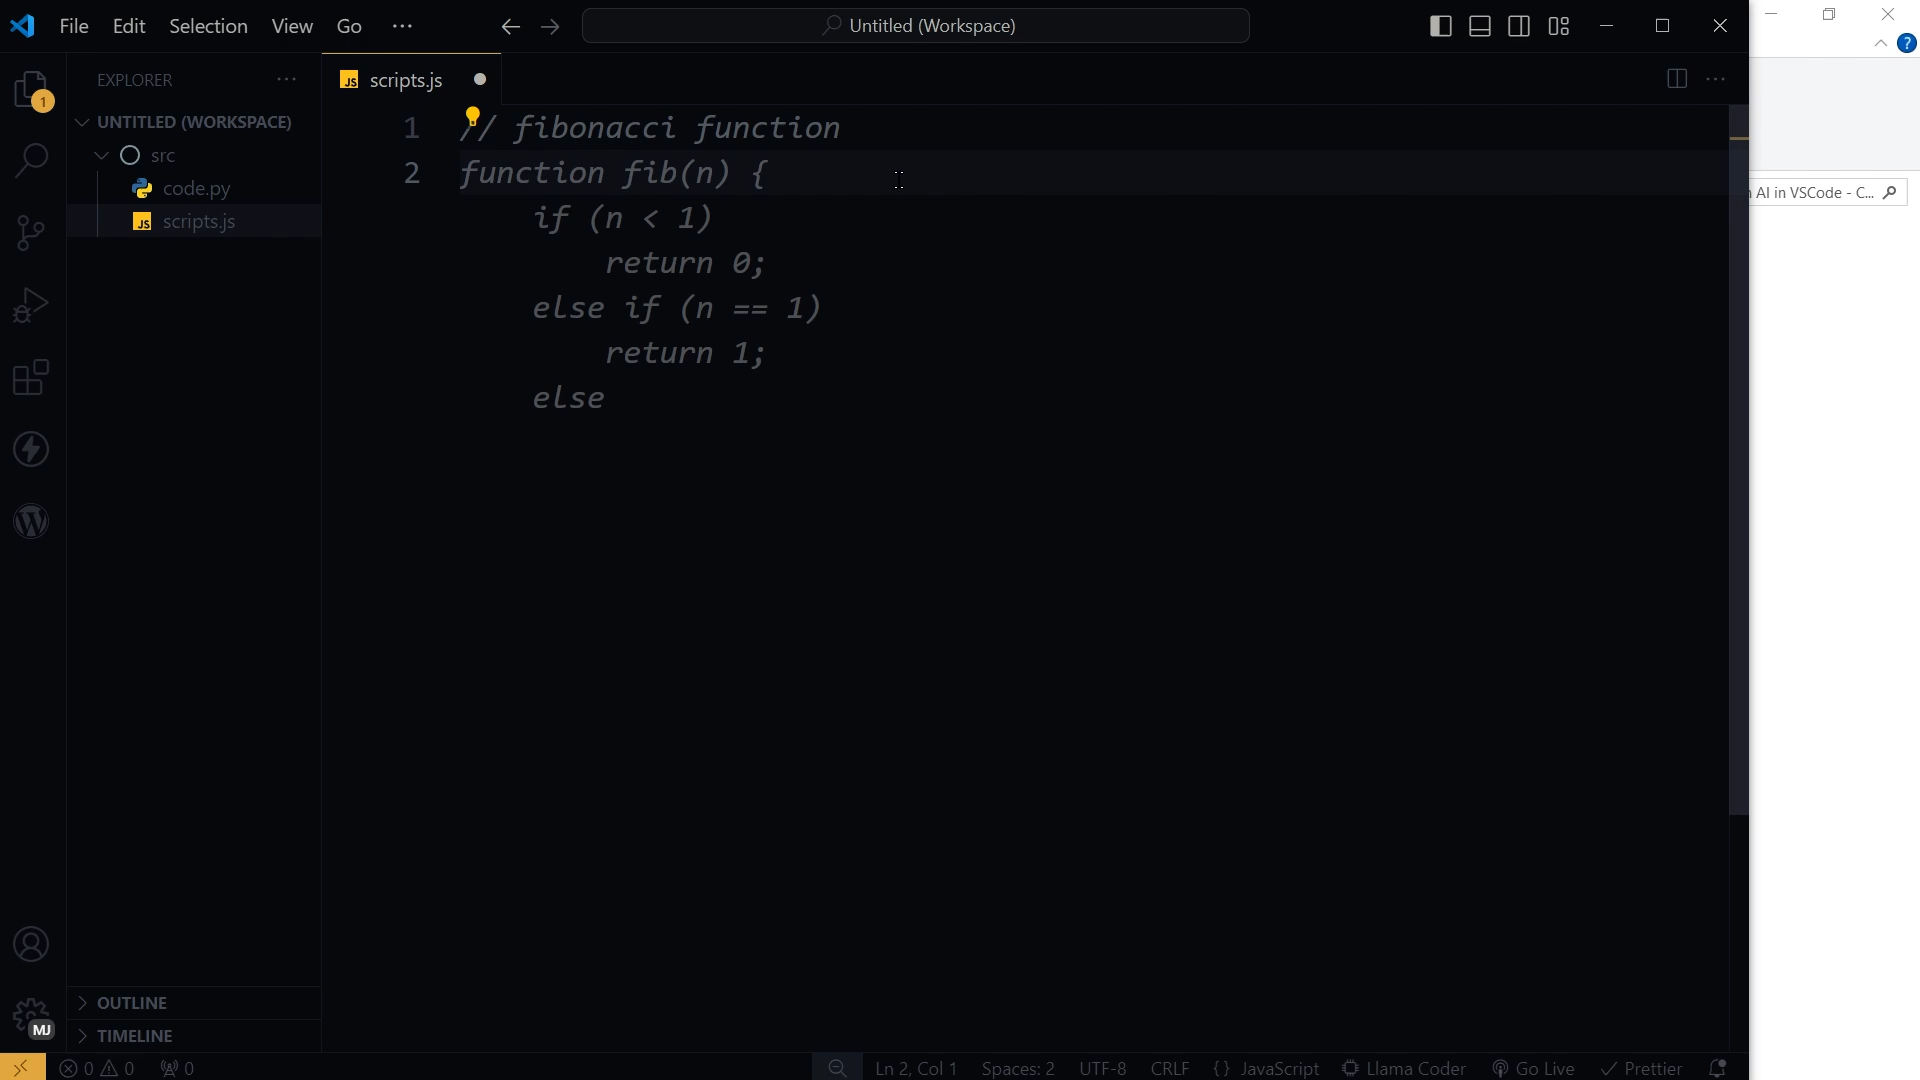 File Edit Selection View Go ··· Untitled (Workspace)
?
EXPLORER ···
scripts.js
···
1
UNTITLED (WORKSPACE)
src
code.py
JS scripts.js
1 // fibonacci function
2 function fib(n) {
if (n < 1)
return 0;
else if (n == 1)
return 1;
else
AI in VSCode - C...
OUTLINE
MJ
TIMELINE
0 0 0 Ln 2, Col 1 Spaces: 2 UTF-8 CRLF {} JavaScript Llama Coder Go Live Prettier